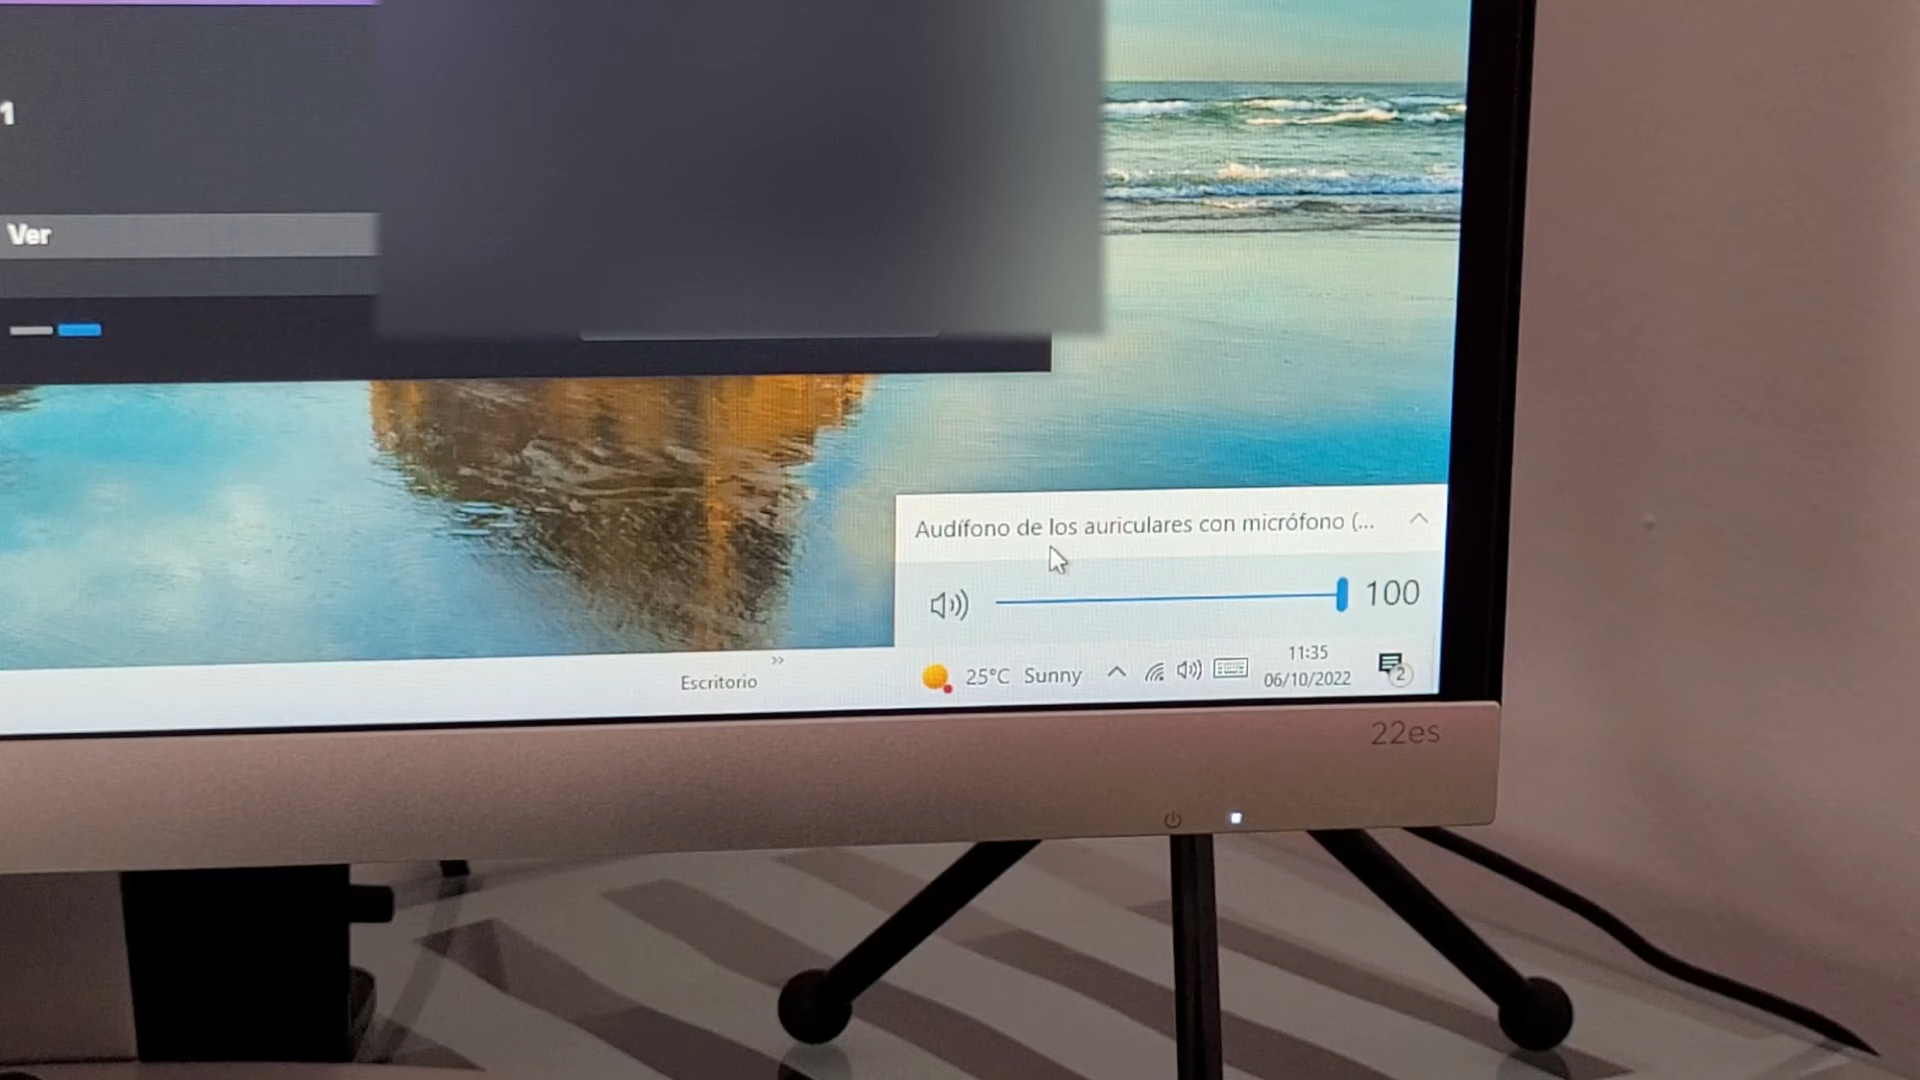 1
Ver
Audífono de los auriculares con micrófono (...
100
Escritorio
25°C Sunny
11:35
06/10/2022
2
22es